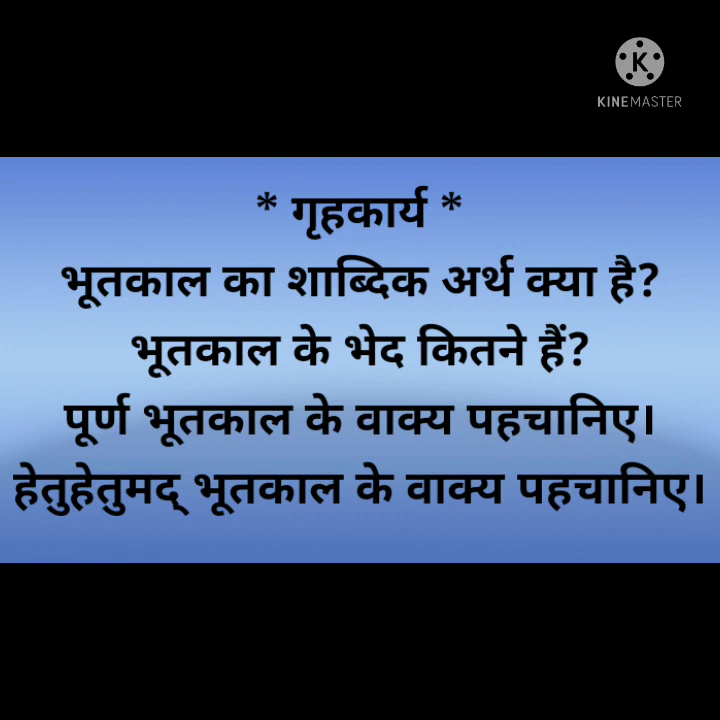 K
KINEMASTER
* गृहकार्य *
भूतकाल का शाब्दिक अर्थ क्या है?
भूतकाल के भेद कितने हैं?
पूर्ण भूतकाल के वाक्य पहचानिए।
हेतुहेतुमद् भूतकाल के वाक्य पहचानिए।